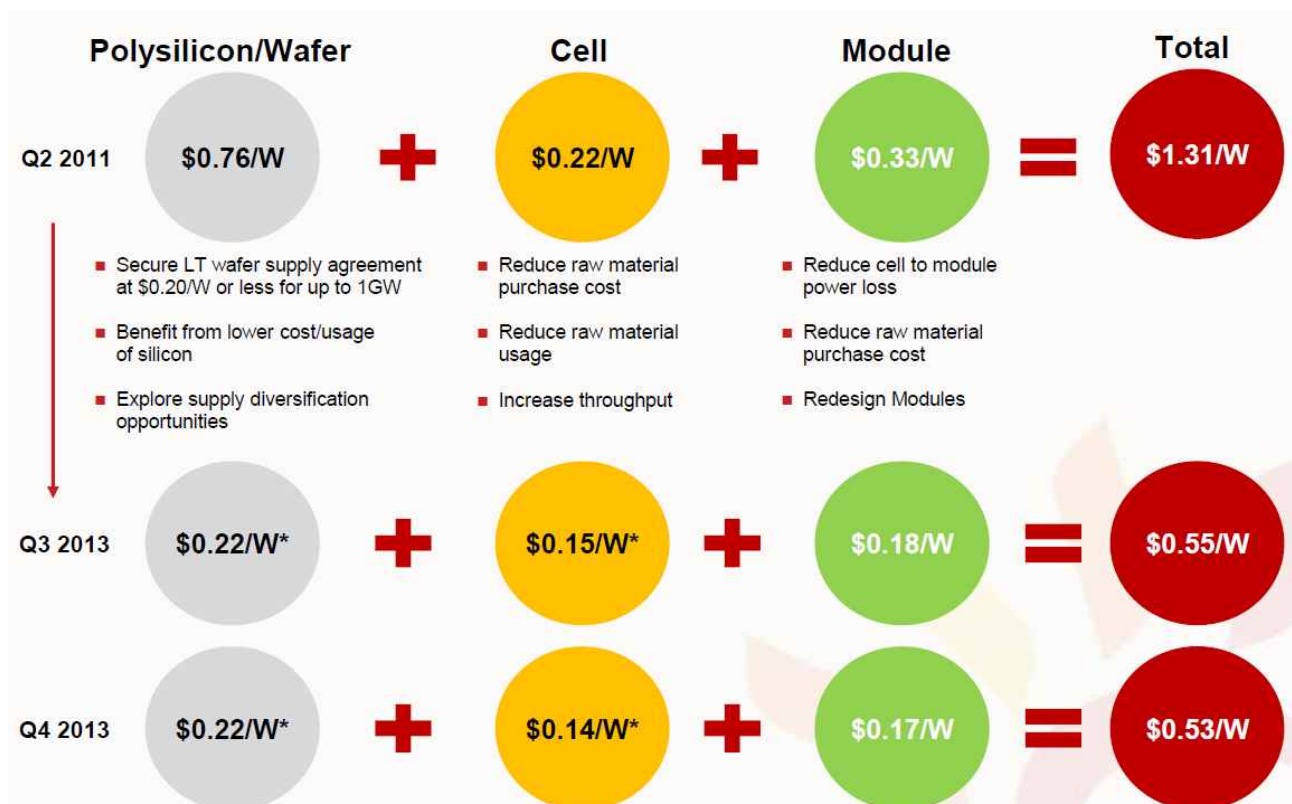 Polysilicon/Wafer Cell Module Total
Q2 2011 $0.76/W + $0.22/W + $0.33/W = $1.31/W
▪ Secure LT wafer supply agreement
at $0.20/W or less for up to 1GW
▪ Benefit from lower cost/usage
of silicon
▪ Explore supply diversification
opportunities
▪ Reduce raw material
purchase cost
▪ Reduce raw material
usage
▪ Increase throughput
▪ Reduce cell to module
power loss
▪ Reduce raw material
purchase cost
▪ Redesign Modules
Q3 2013 $0.22/W* + $0.15/W* + $0.18/W = $0.55/W
Q4 2013 $0.22/W* + $0.14/W* + $0.17/W = $0.53/W